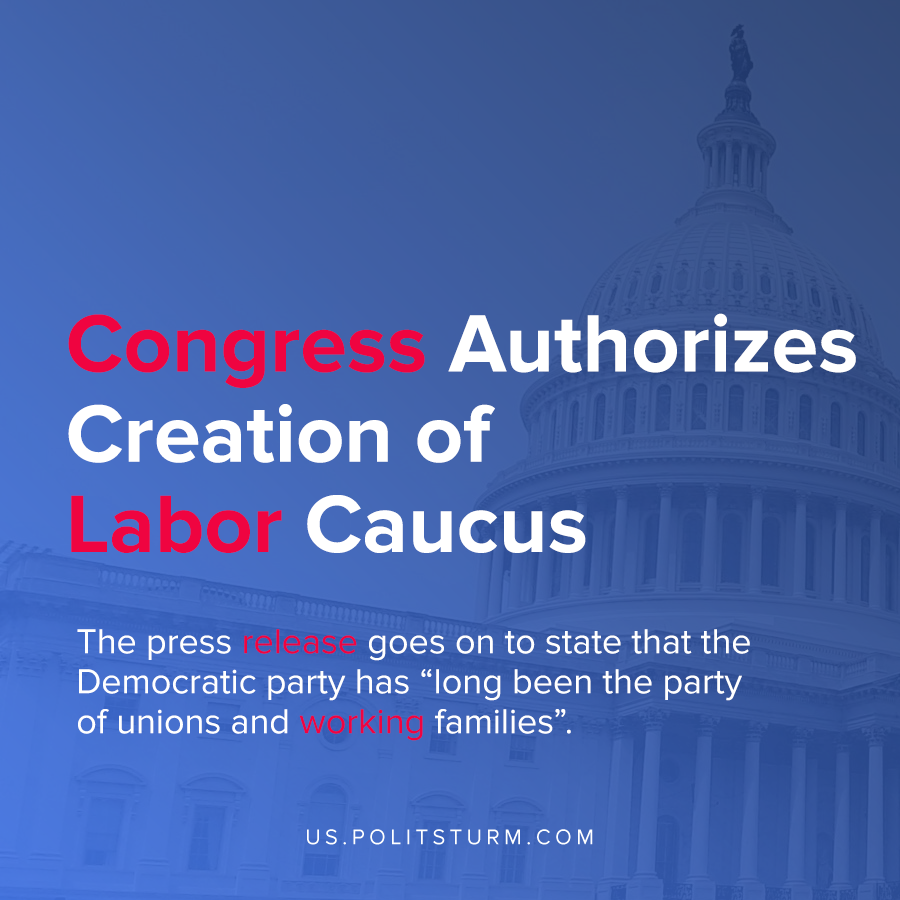 Congress Authorizes
Creation of
Labor Caucus
The press release goes on to state that the
Democratic party has “long been the party
of unions and working families”.
US.POLITSTURM.COM